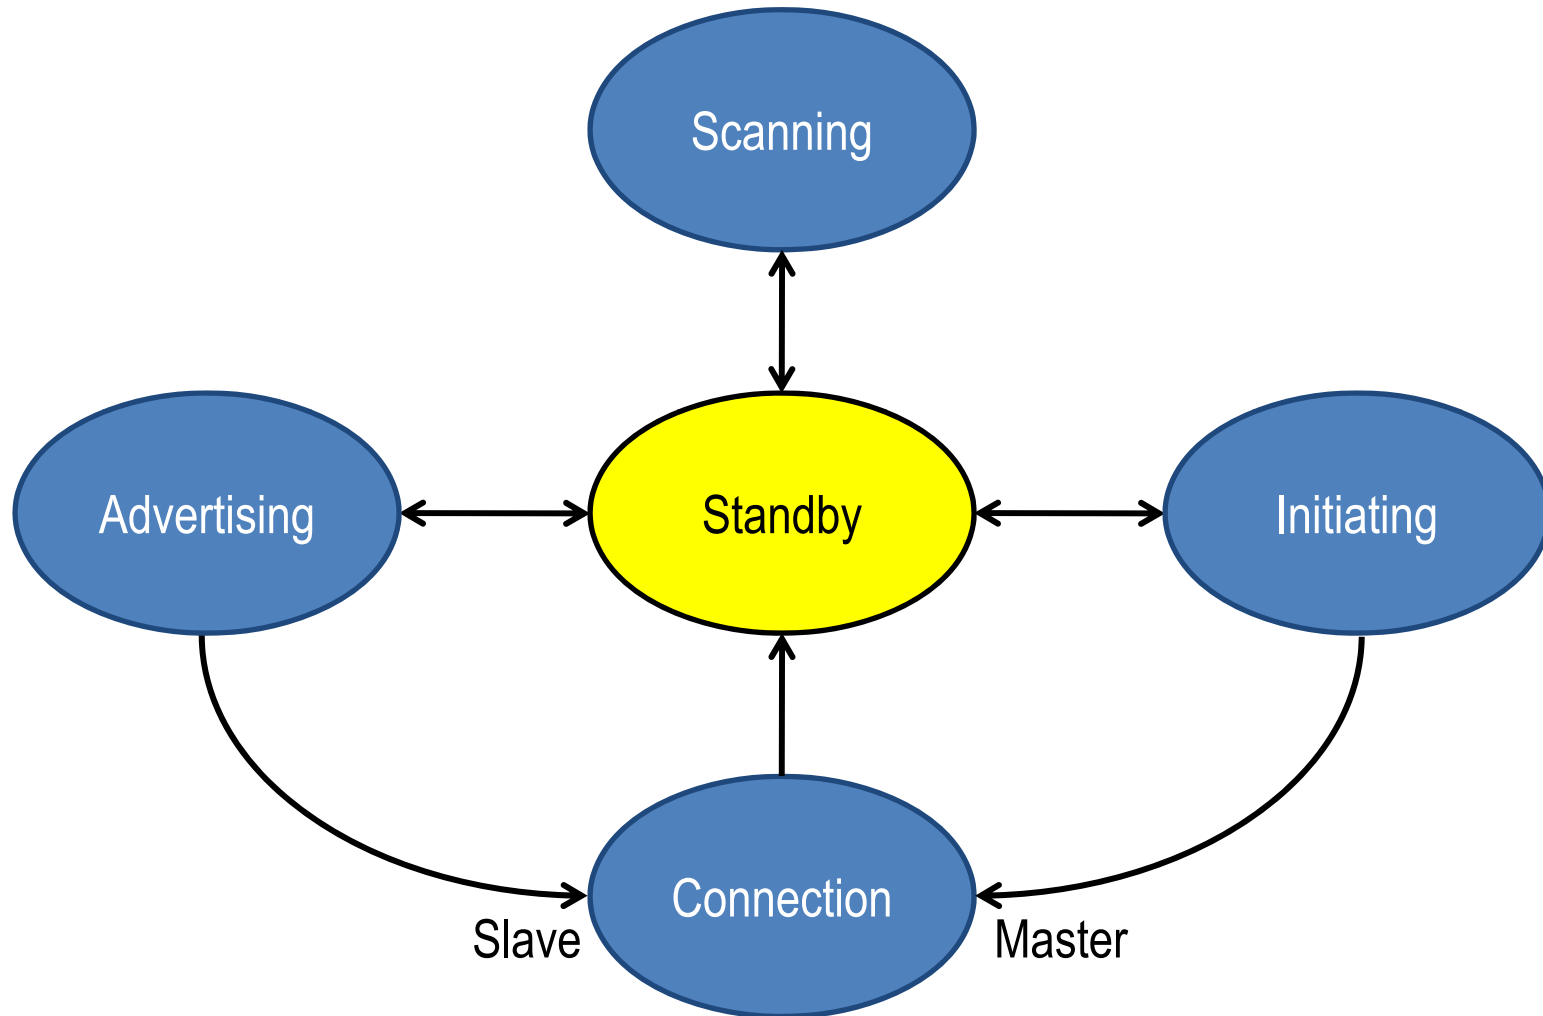 Scanning
Advertising
Standby
Initiating
Connection
Slave
Master